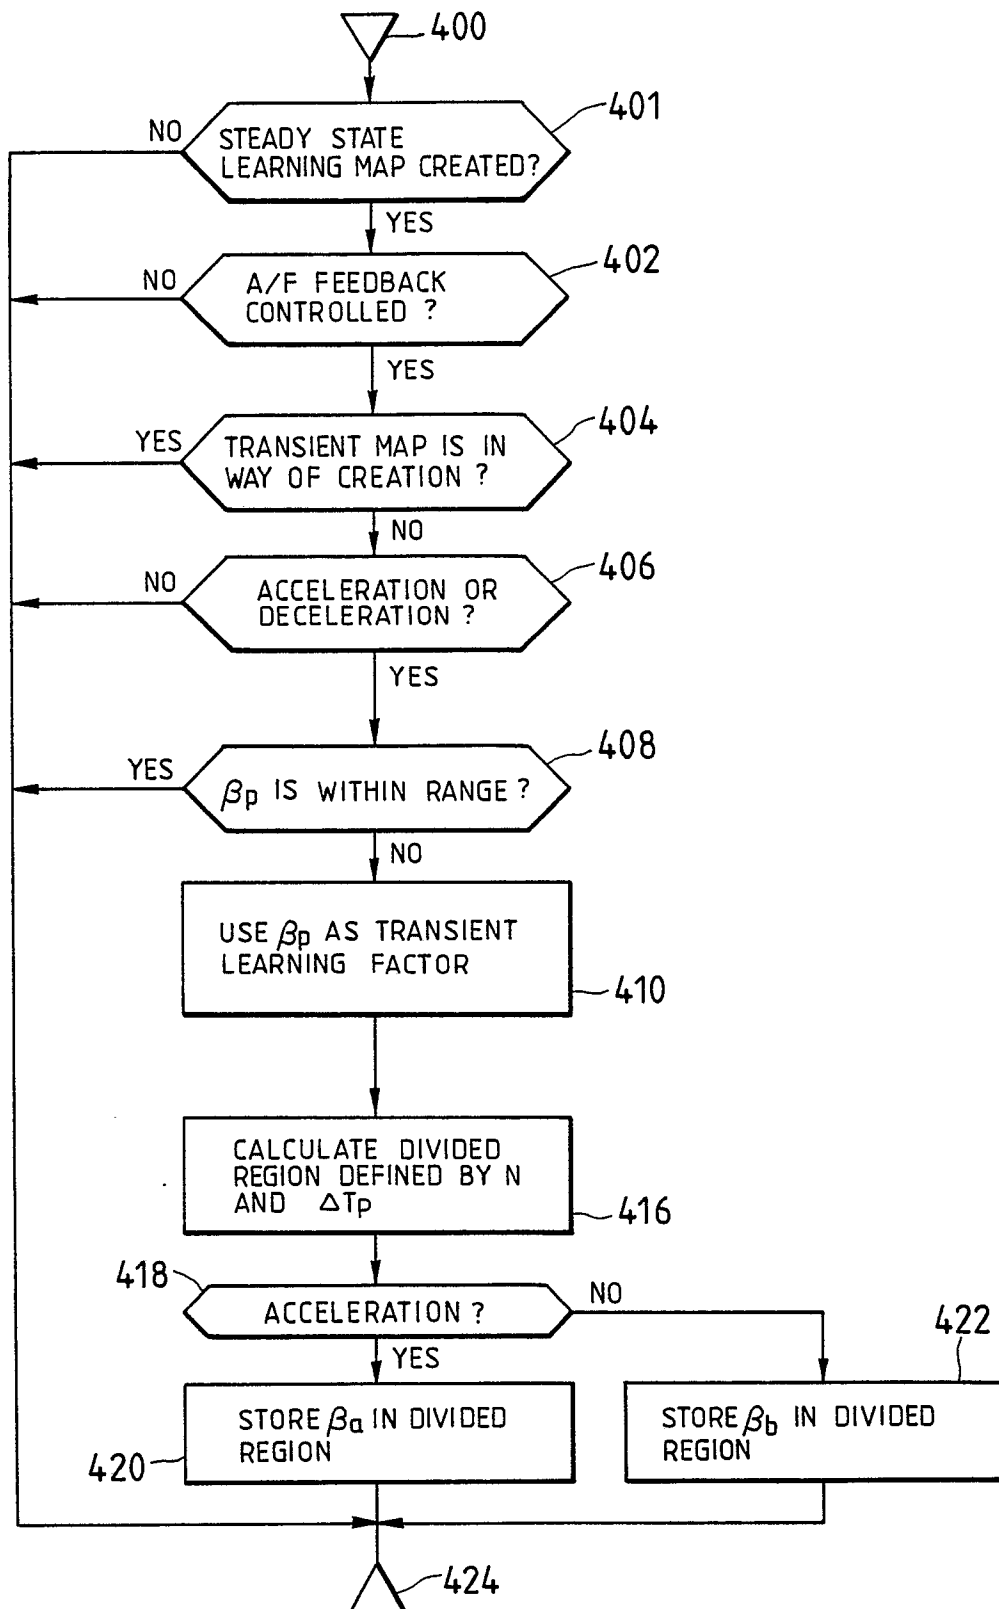 400
401
NO
STEADY STATE
LEARNING MAP CREATED?
YES
402
NO
A/F FEEDBACK
CONTROLLED ?
YES
404
YES
TRANSIENT MAP IS IN
WAY OF CREATION ?
NO
406
NO
ACCELERATION OR
DECELERATION ?
YES
408
YES
βp IS WITHIN RANGE ?
NO
USE βp AS TRANSIENT
LEARNING FACTOR
410
CALCULATE DIVIDED
REGION DEFINED BY N
AND ΔTp
416
418
ACCELERATION ?
NO
YES
422
STORE βa IN DIVIDED
REGION
420
STORE βb IN DIVIDED
REGION
424